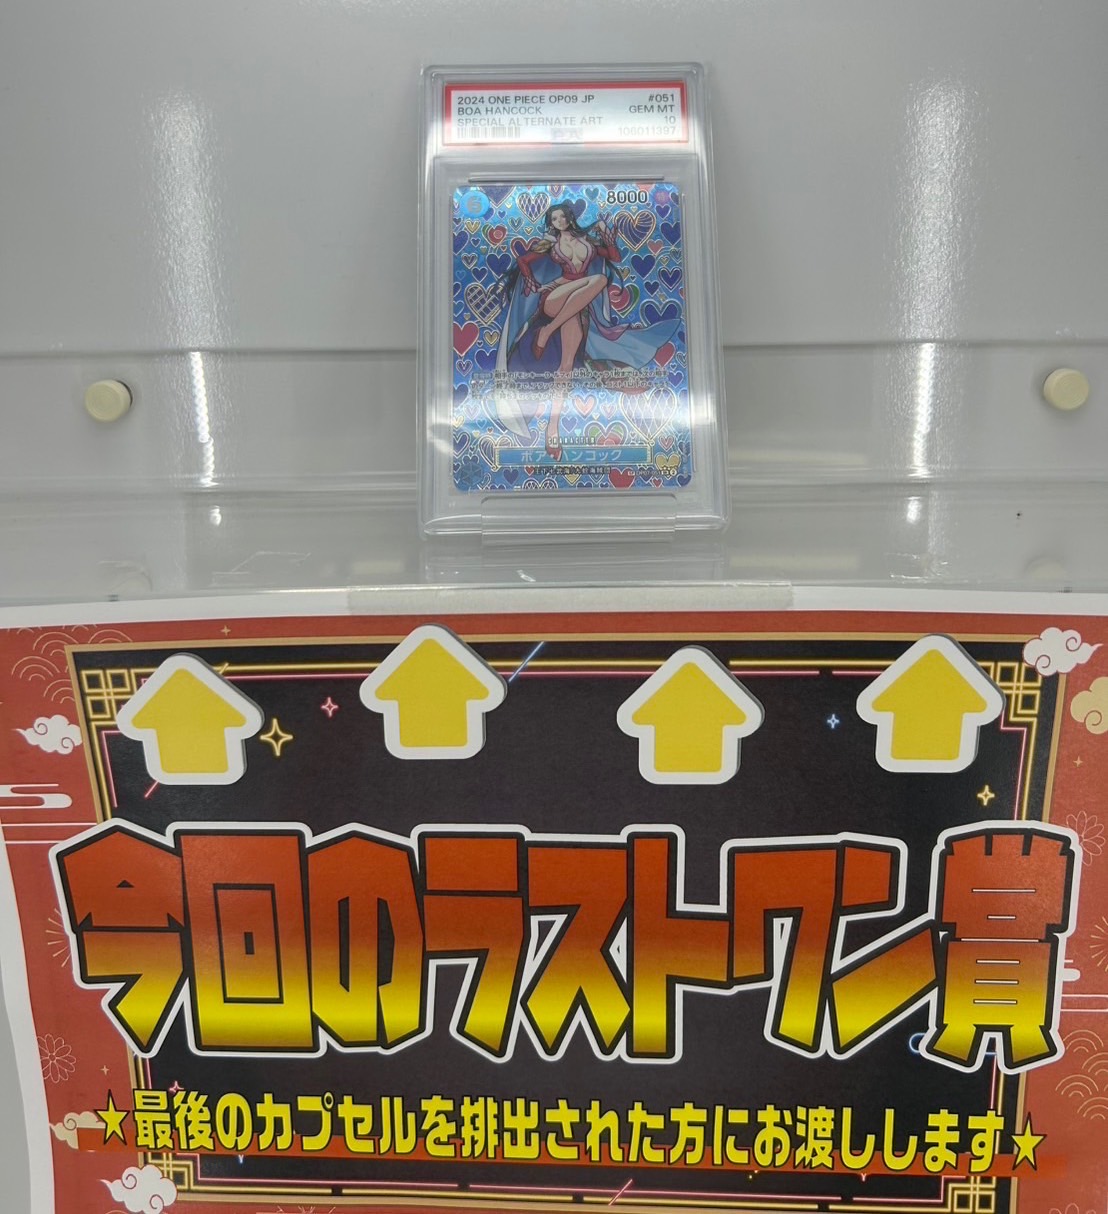 2024 ONE PIECE OP09 JP #051
BOA HANCOCK GEM MT
SPECIAL ALTERNATE ART 10
8000
CHARACTER
ボア・ハンコック
今回のラストワン賞
★最後のカプセルを排出された方にお渡しします★